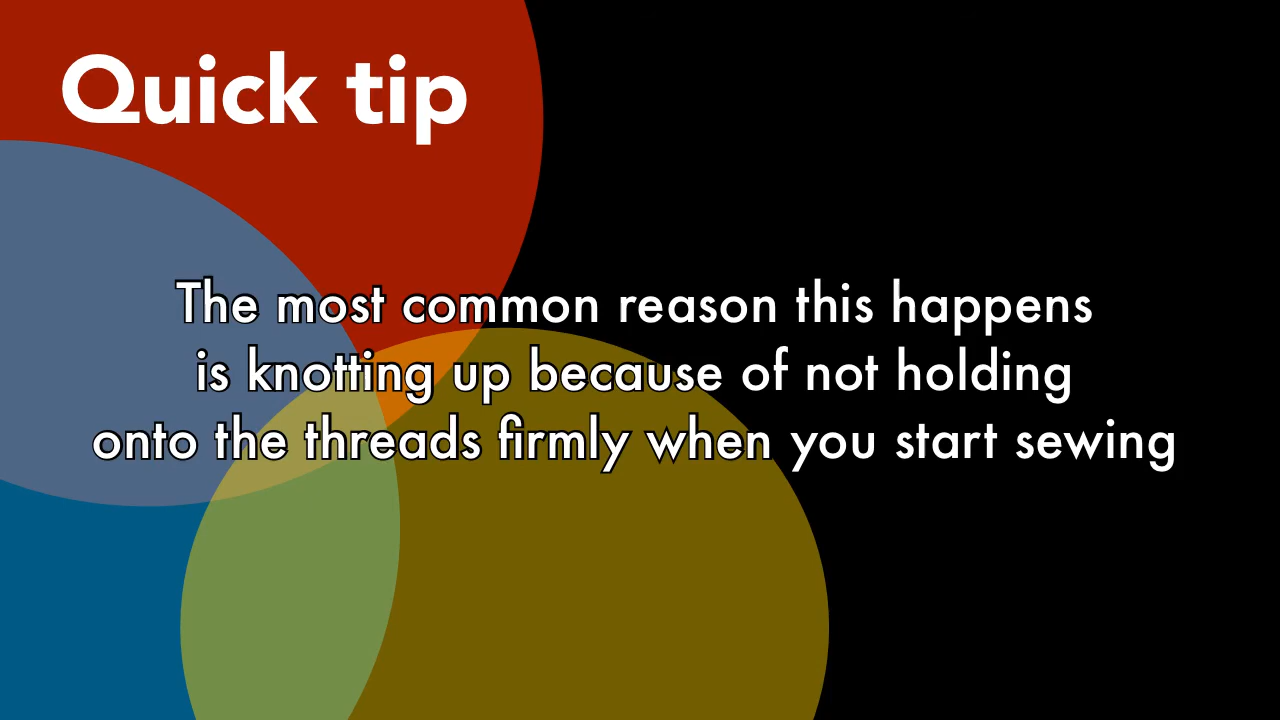 Quick tip
The most common reason this happens
is knotting up because of not holding
onto the threads firmly when you start sewing